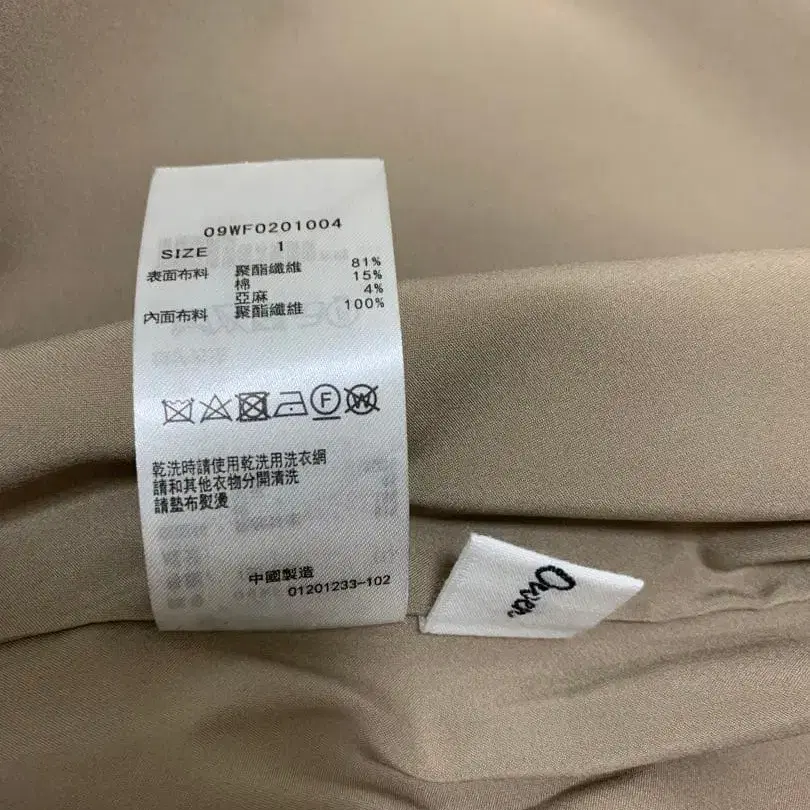 09WF0201004
SIZE 1
表面布料 聚酯纖維 81%
棉 15%
亞麻 4%
內面布料 聚酯纖維 100%
F
W
乾洗時請使用乾洗用洗衣網
請和其他衣物分開清洗
請墊布熨燙
中國製造
01201233-102